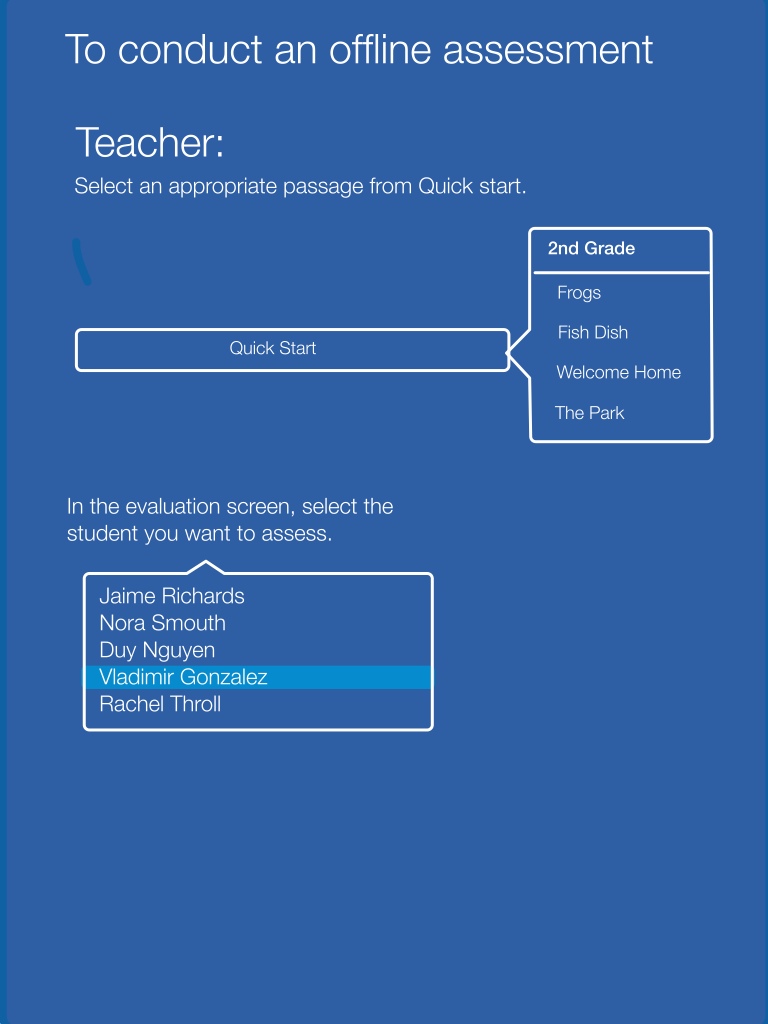 To conduct an offline assessment
Teacher:
Select an appropriate passage from Quick start.
Quick Start
2nd Grade
Frogs
Fish Dish
Welcome Home
The Park
In the evaluation screen, select the
student you want to assess.
Jaime Richards
Nora Smouth
Duy Nguyen
Vladimir Gonzalez
Rachel Throll